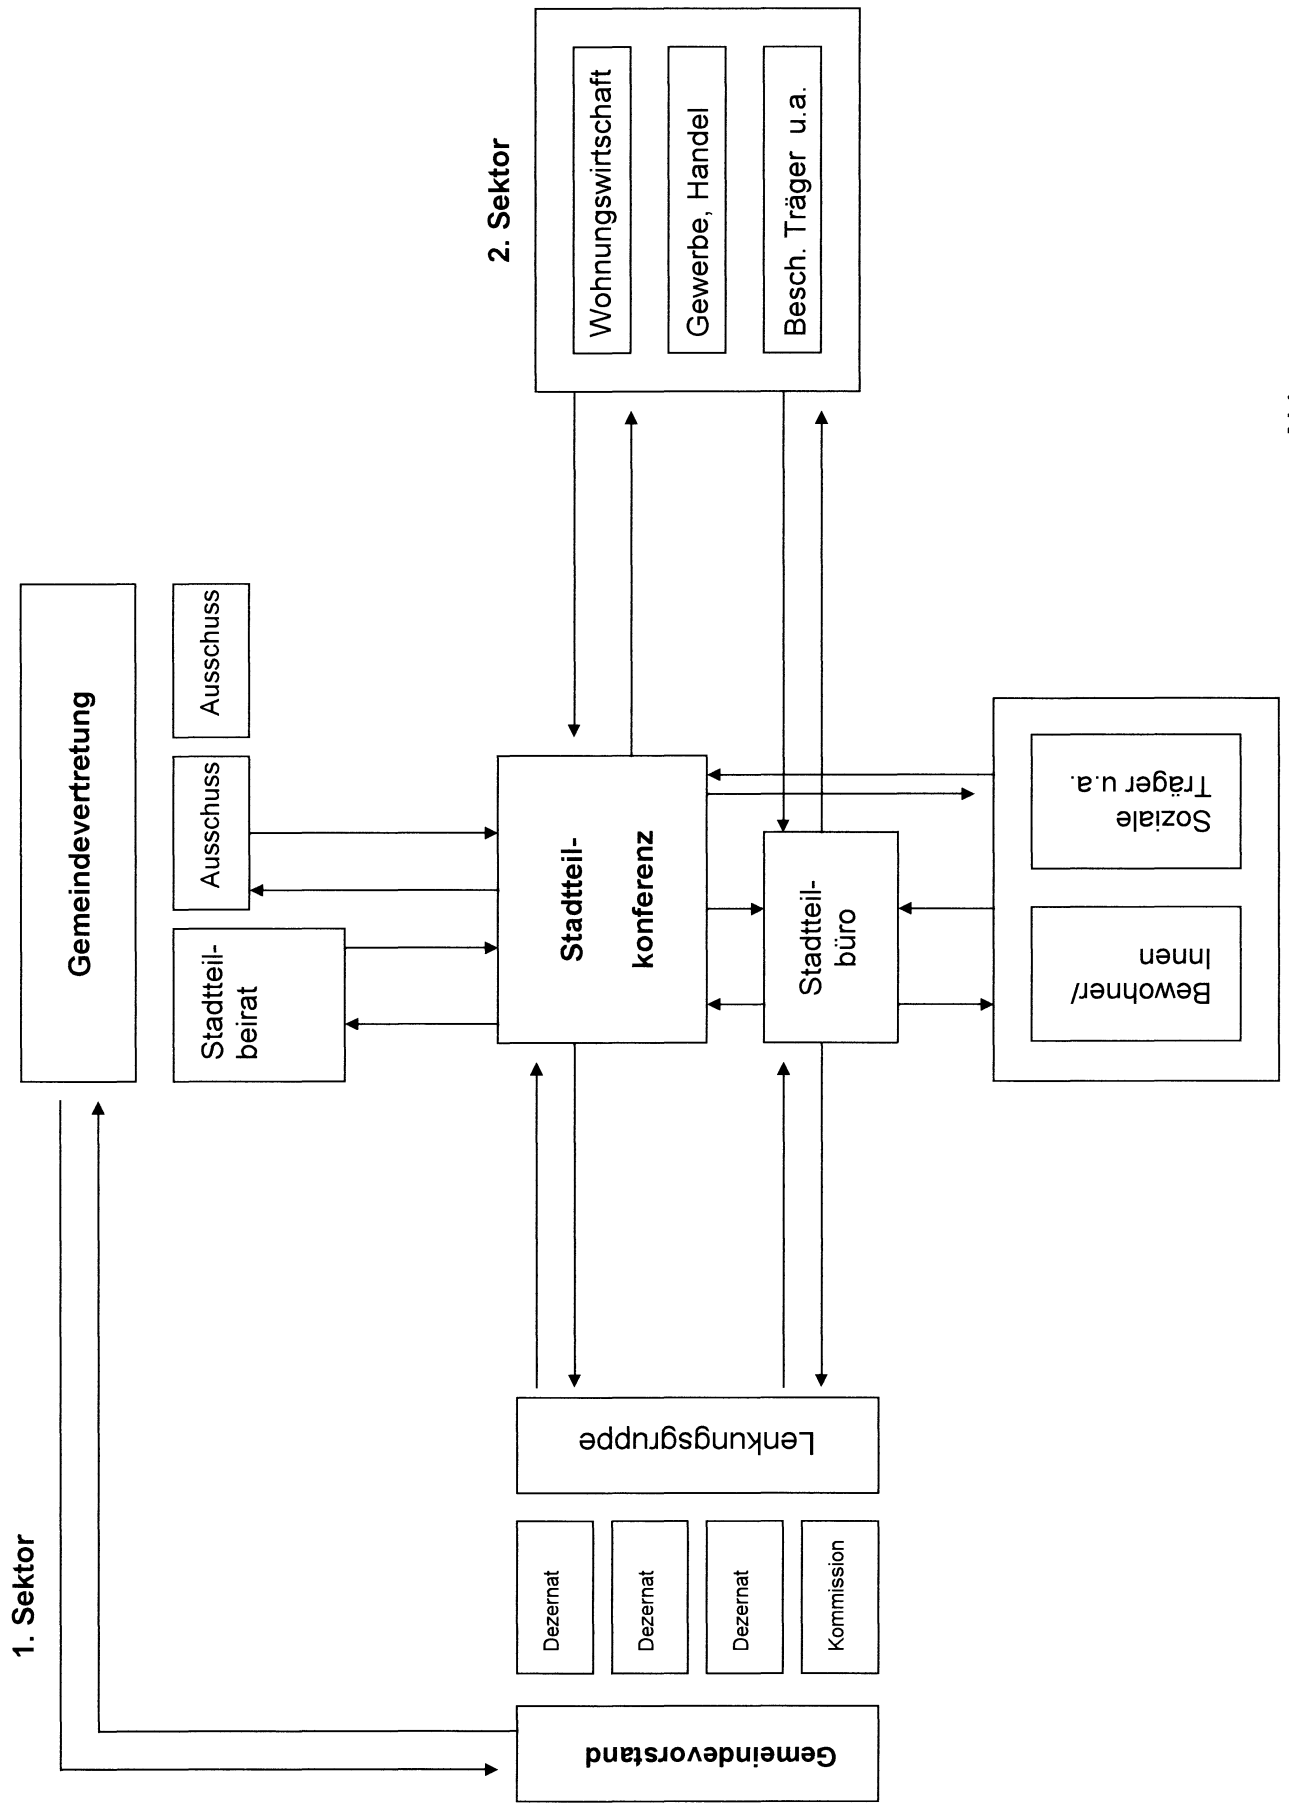 1. Sektor
Gemeindevertretung
Stadtteil-
beirat
Ausschuss
Ausschuss
2. Sektor
Wohnungswirtschaft
Gewerbe, Handel
Besch. Träger u.a.
Stadtteil-
konferenz
Stadtteil-
büro
Gemeindevorstand
Dezernat
Dezernat
Dezernat
Kommission
Lenkungsgruppe
Bewohner/
Innen
Soziale
Träger u.a.